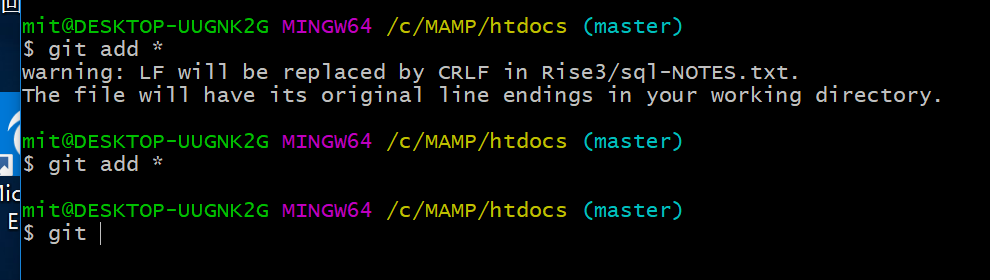 mit@DESKTOP-UUGNK2G MINGW64 /c/MAMP/htdocs (master)
$ git add *
warning: LF will be replaced by CRLF in Rise3/sql-NOTES.txt.
The file will have its original line endings in your working directory.
mit@DESKTOP-UUGNK2G MINGW64 /c/MAMP/htdocs (master)
$ git add *
mit@DESKTOP-UUGNK2G MINGW64 /c/MAMP/htdocs (master)
$ git